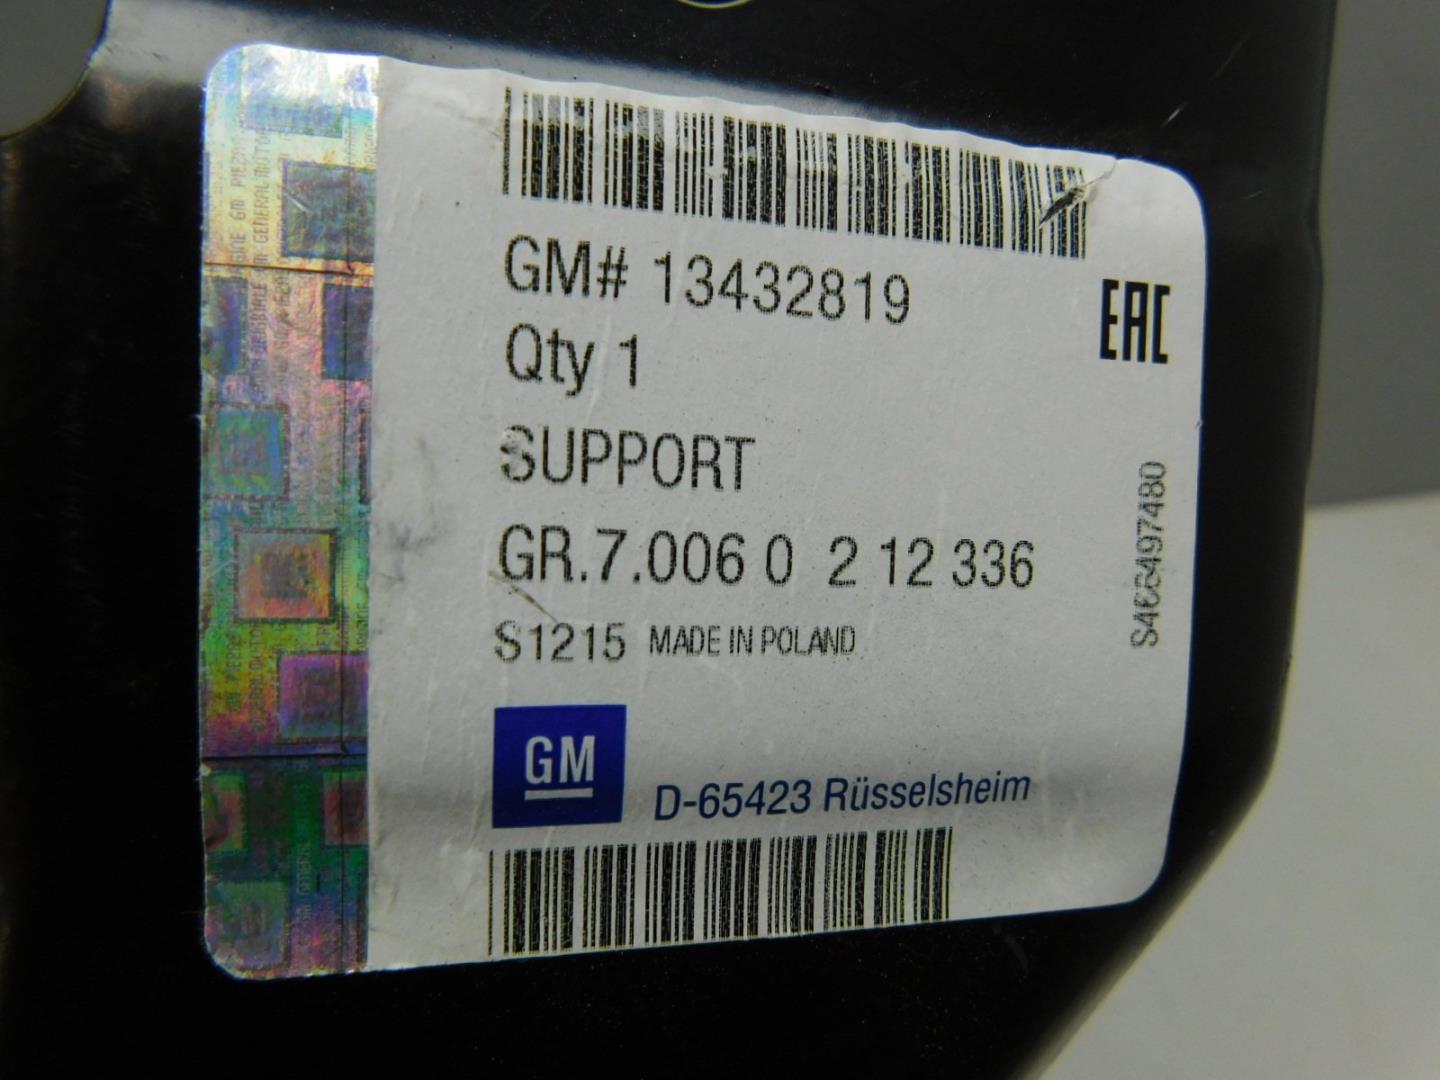 GM# 13432819
EAC
Qty 1
SUPPORT
GR.7.006 0 2 12 336
S1215 MADE IN POLAND
GM
D-65423 Rüsselsheim